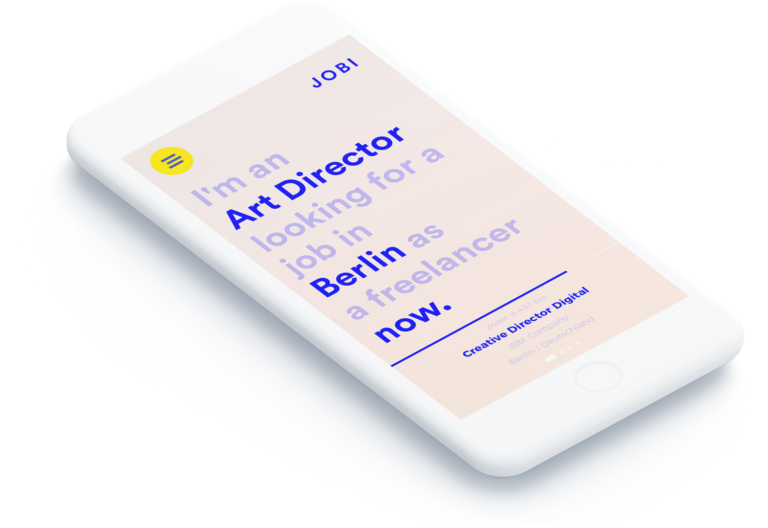 JOBI
I'm an
Art Director
looking for a
job in
Berlin as
a freelancer
now.
Creative Director Digital
IBM Company
Berlin / Deutschland